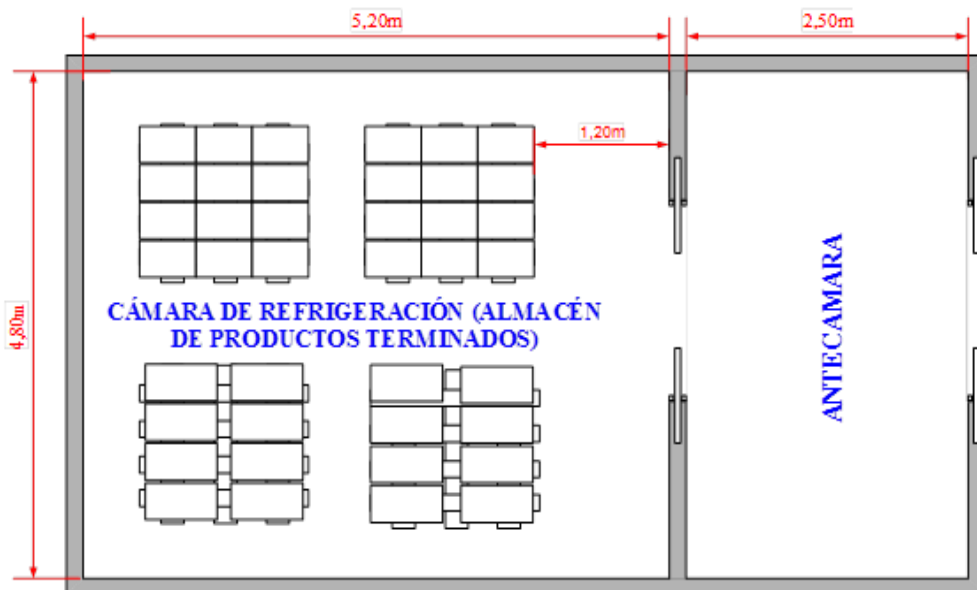 5,20m
2,50m
1,20m
4,80m
CÁMARA DE REFRIGERACIÓN (ALMACÉN
DE PRODUCTOS TERMINADOS)
ANTECAMARA